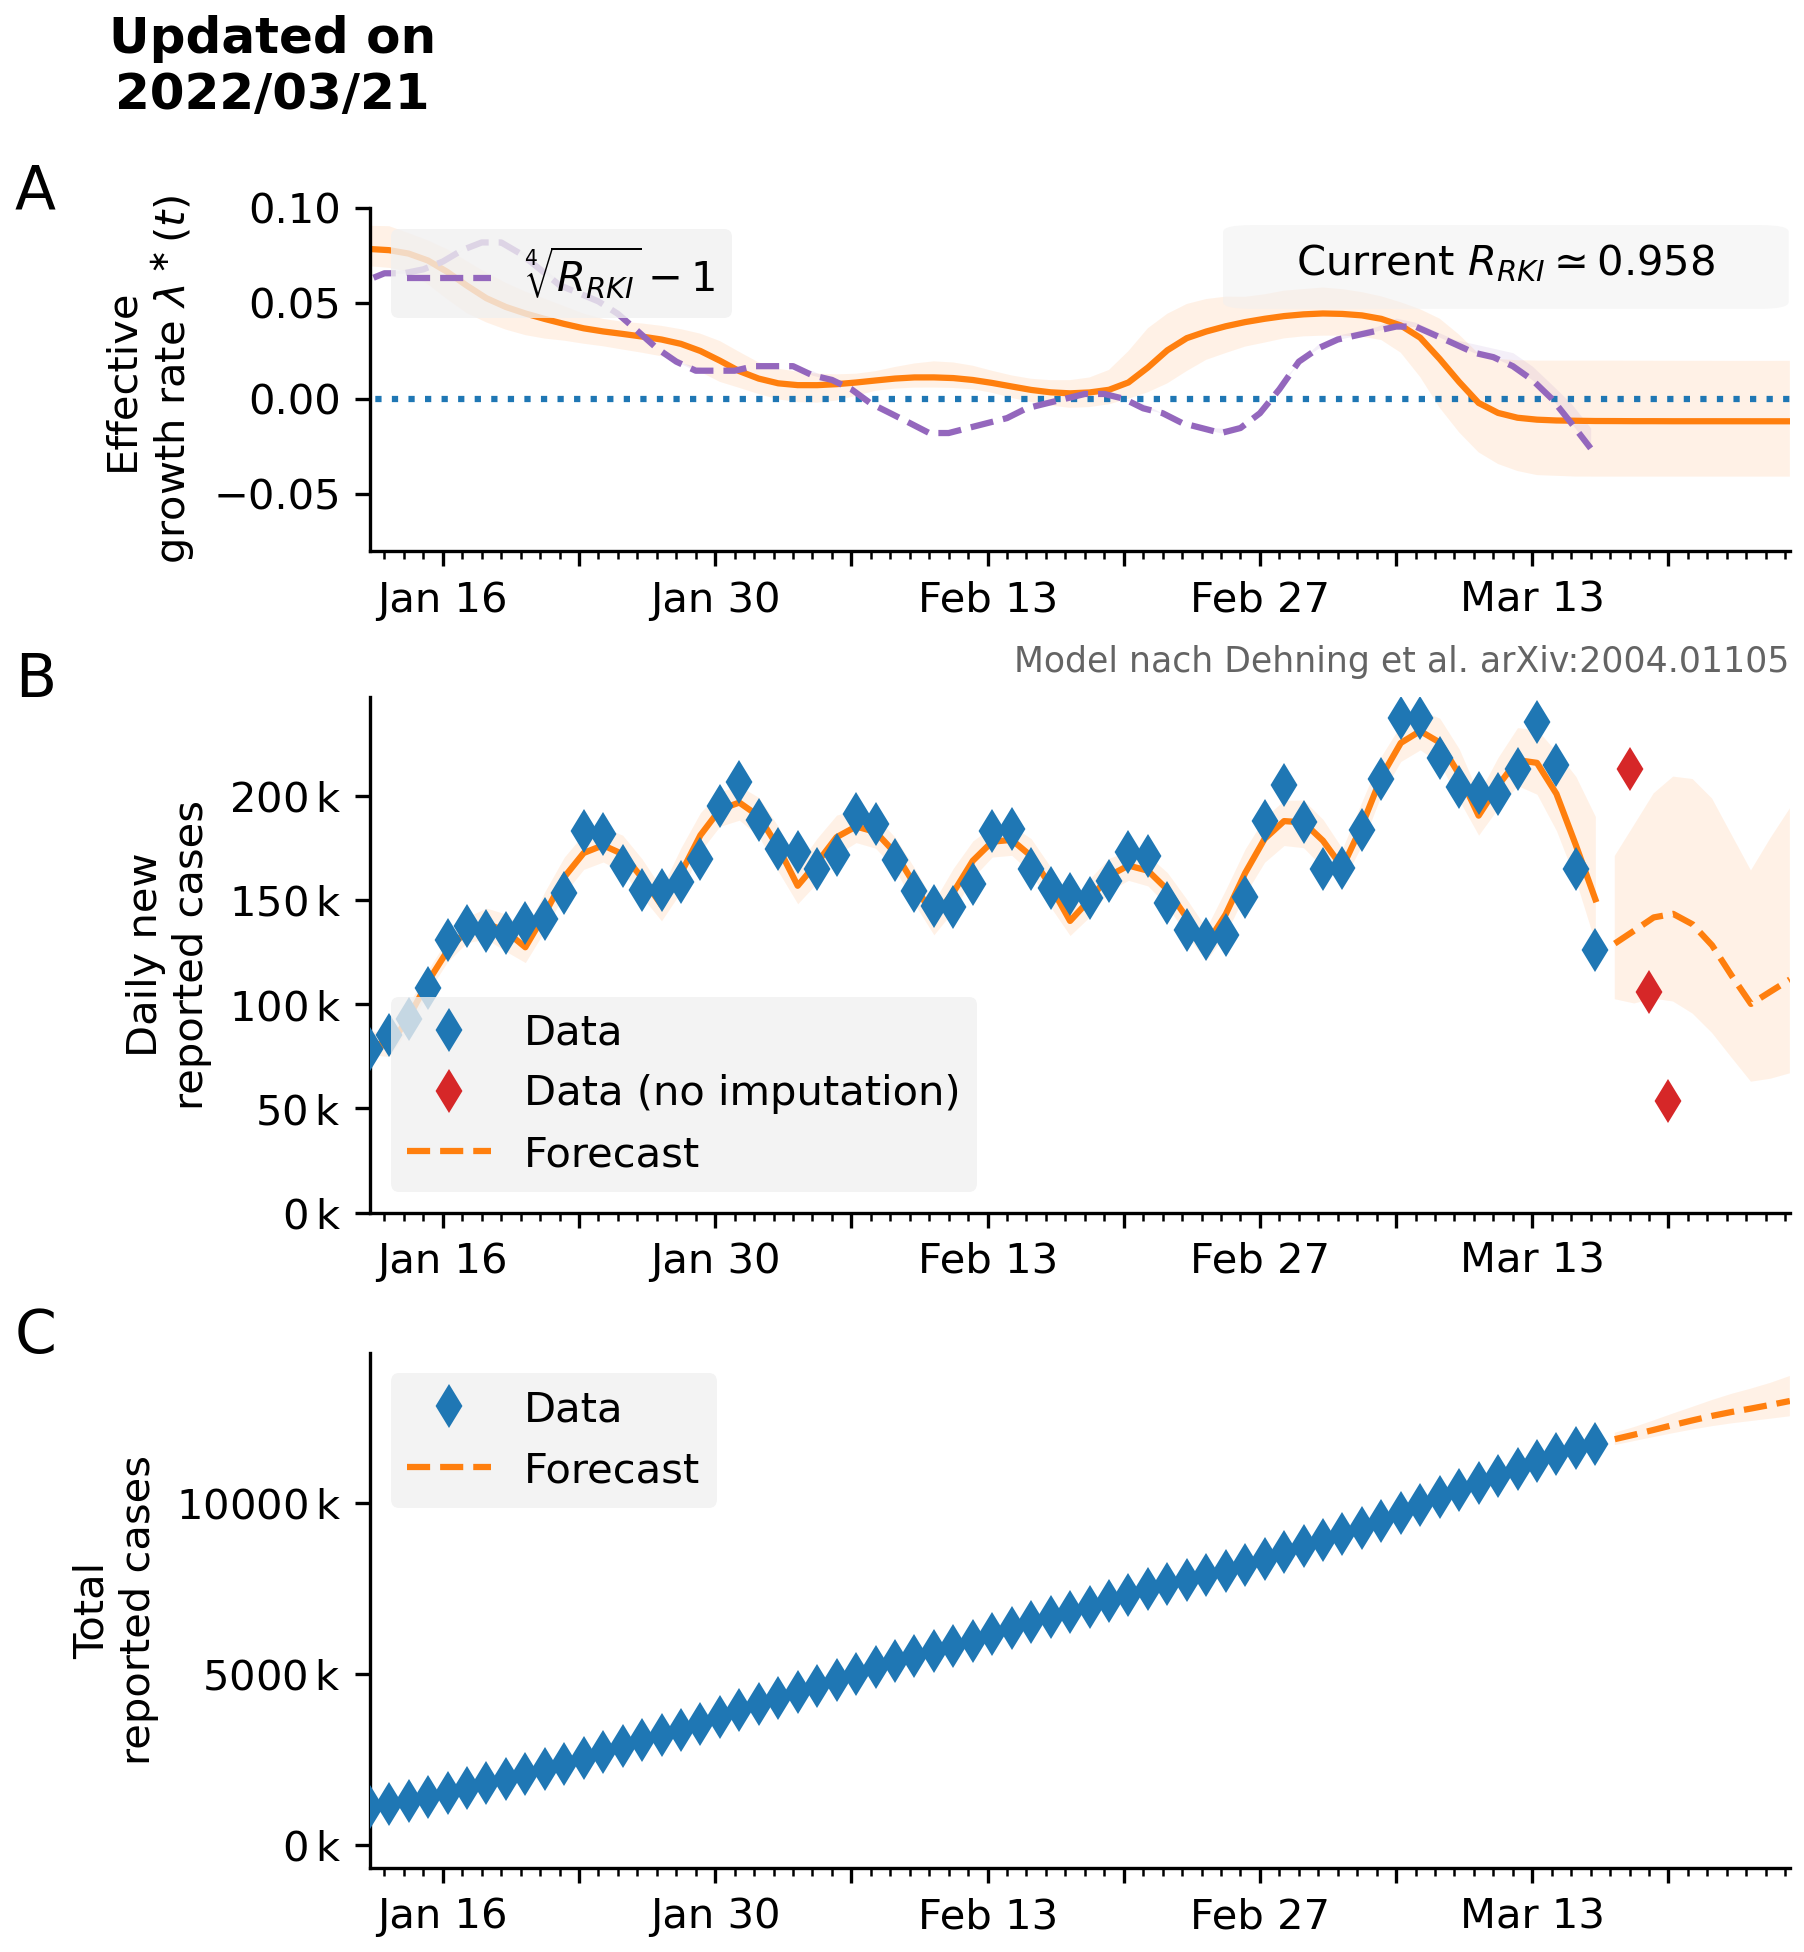 Updated on
2022/03/21
A
Effective
growth rate λ * (t)
0.10
0.05
0.00
−0.05
∜R_RKI − 1
Current R_RKI ≃ 0.958
Jan 16 Jan 30 Feb 13 Feb 27 Mar 13
Model nach Dehning et al. arXiv:2004.01105
B
Daily new
reported cases
200 k
150 k
100 k
50 k
0 k
Data
Data (no imputation)
Forecast
Jan 16 Jan 30 Feb 13 Feb 27 Mar 13
C
Total
reported cases
10000 k
5000 k
0 k
Data
Forecast
Jan 16 Jan 30 Feb 13 Feb 27 Mar 13